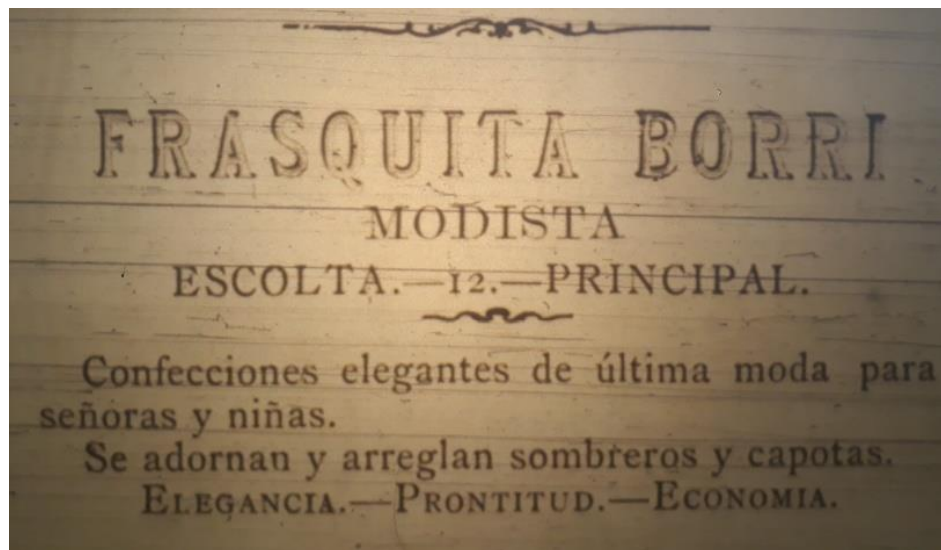 FRASQUITA BORRI
MODISTA
ESCOLTA.—12.—PRINCIPAL.
Confecciones elegantes de última moda para
señoras y niñas.
Se adornan y arreglan sombreros y capotas.
ELEGANCIA.—PRONTITUD.—ECONOMIA.